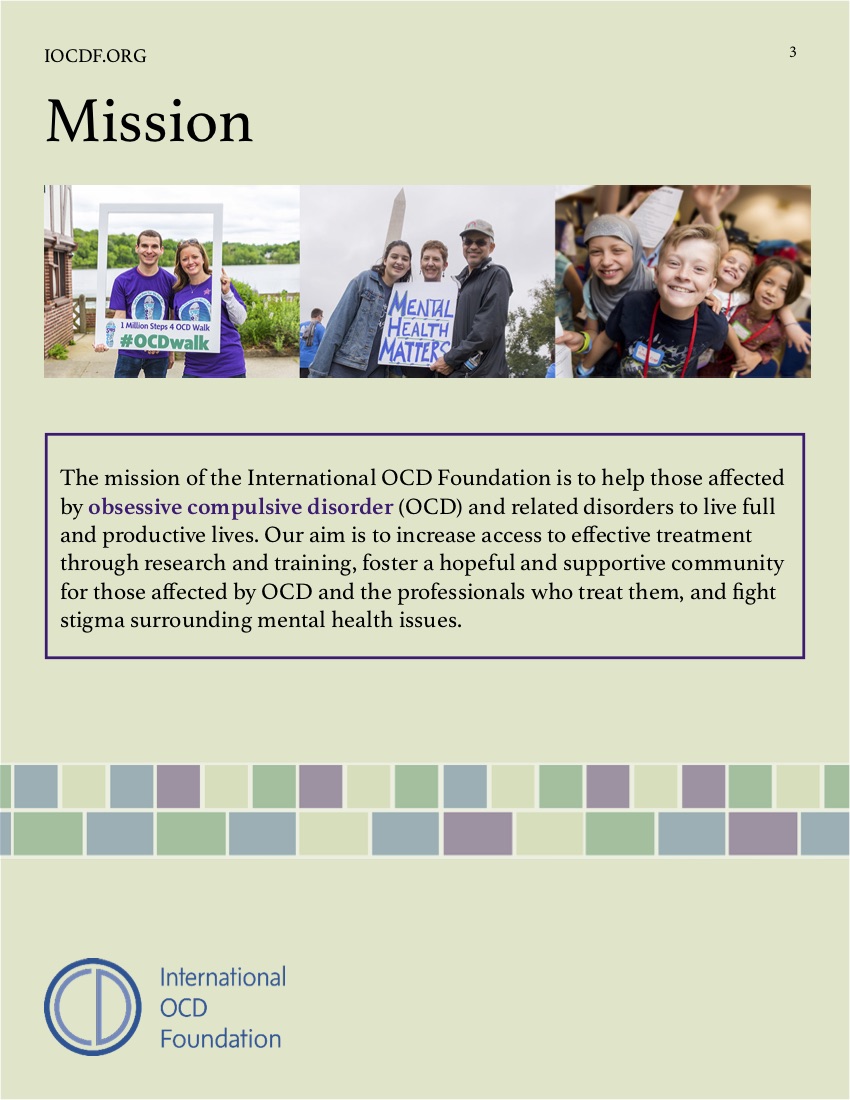 IOCDF.ORG
3
Mission
1 Million Steps 4 OCD Walk
#OCDwalk
MENTAL
HEALTH
MATTERS
The mission of the International OCD Foundation is to help those affected
by obsessive compulsive disorder (OCD) and related disorders to live full
and productive lives. Our aim is to increase access to effective treatment
through research and training, foster a hopeful and supportive community
for those affected by OCD and the professionals who treat them, and fight
stigma surrounding mental health issues.
International
OCD
Foundation